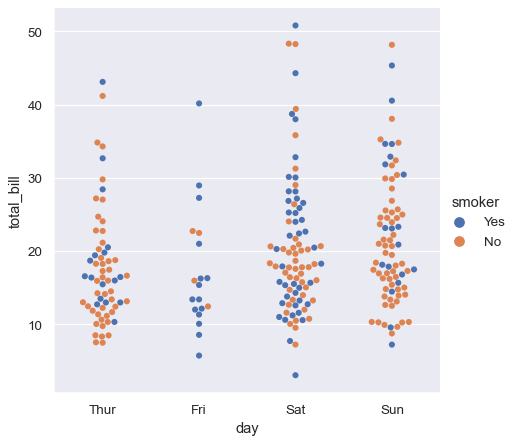 50
40
30
20
10
total_bill
Thur Fri Sat Sun
day
smoker
Yes
No